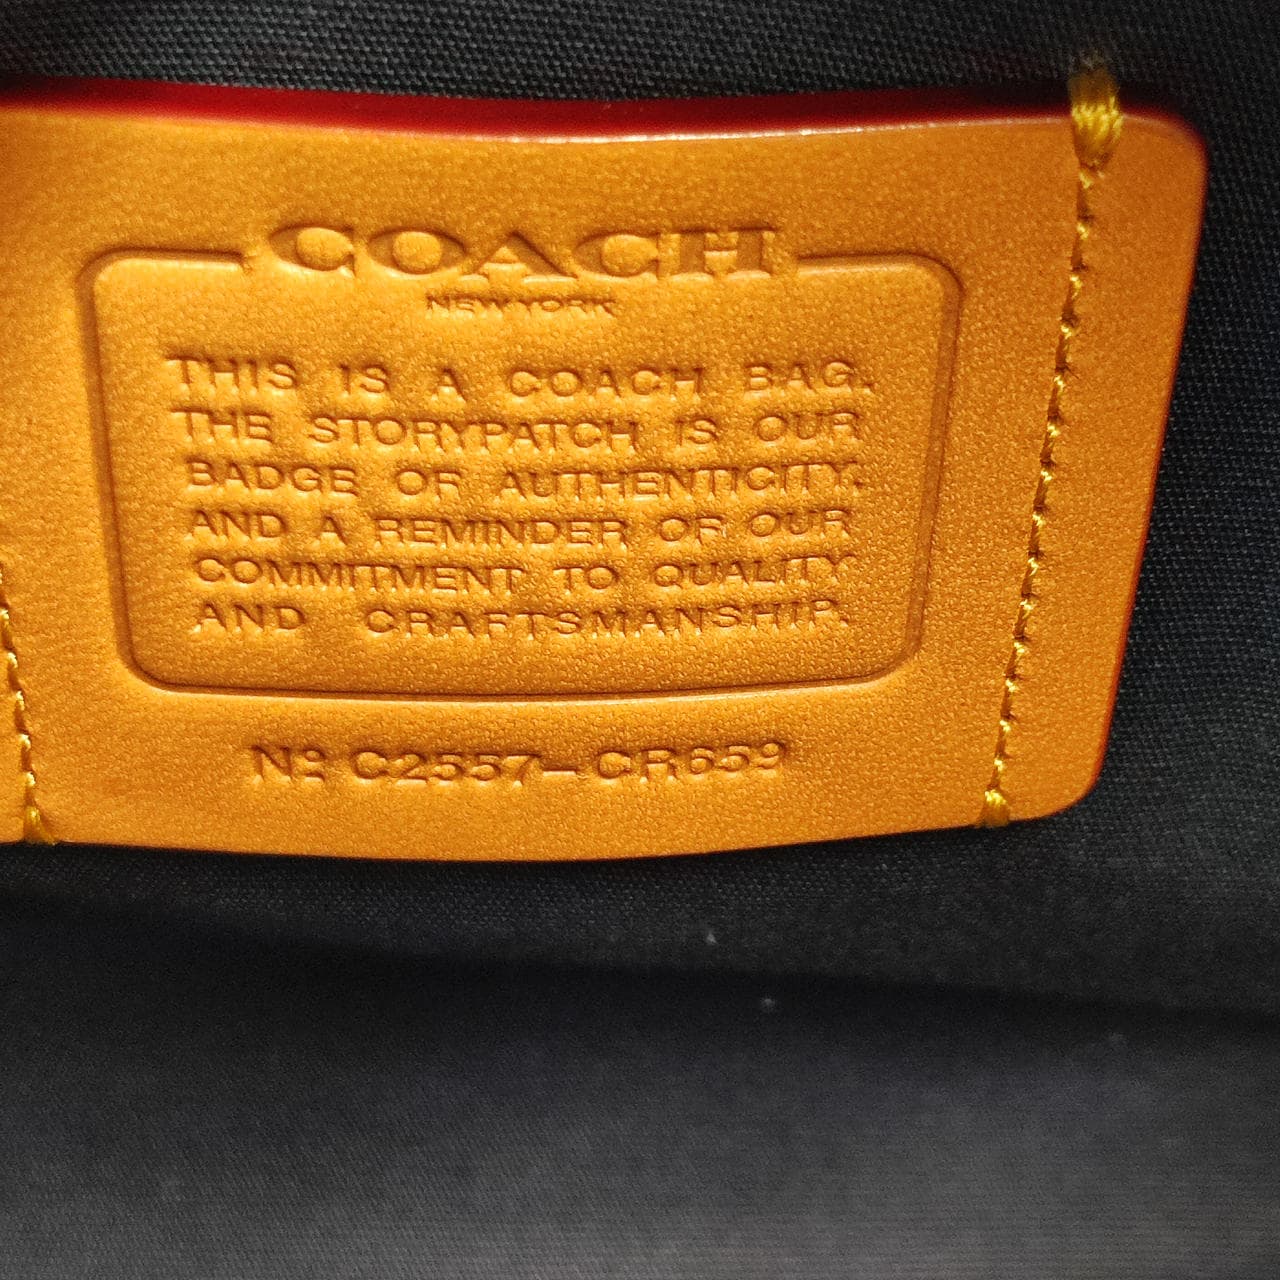 COACH
NEW YORK
THIS IS A COACH BAG.
THE STORYPATCH IS OUR
BADGE OF AUTHENTICITY.
AND A REMINDER OF OUR
COMMITMENT TO QUALITY
AND CRAFTSMANSHIP.
Nº C2557-CR659